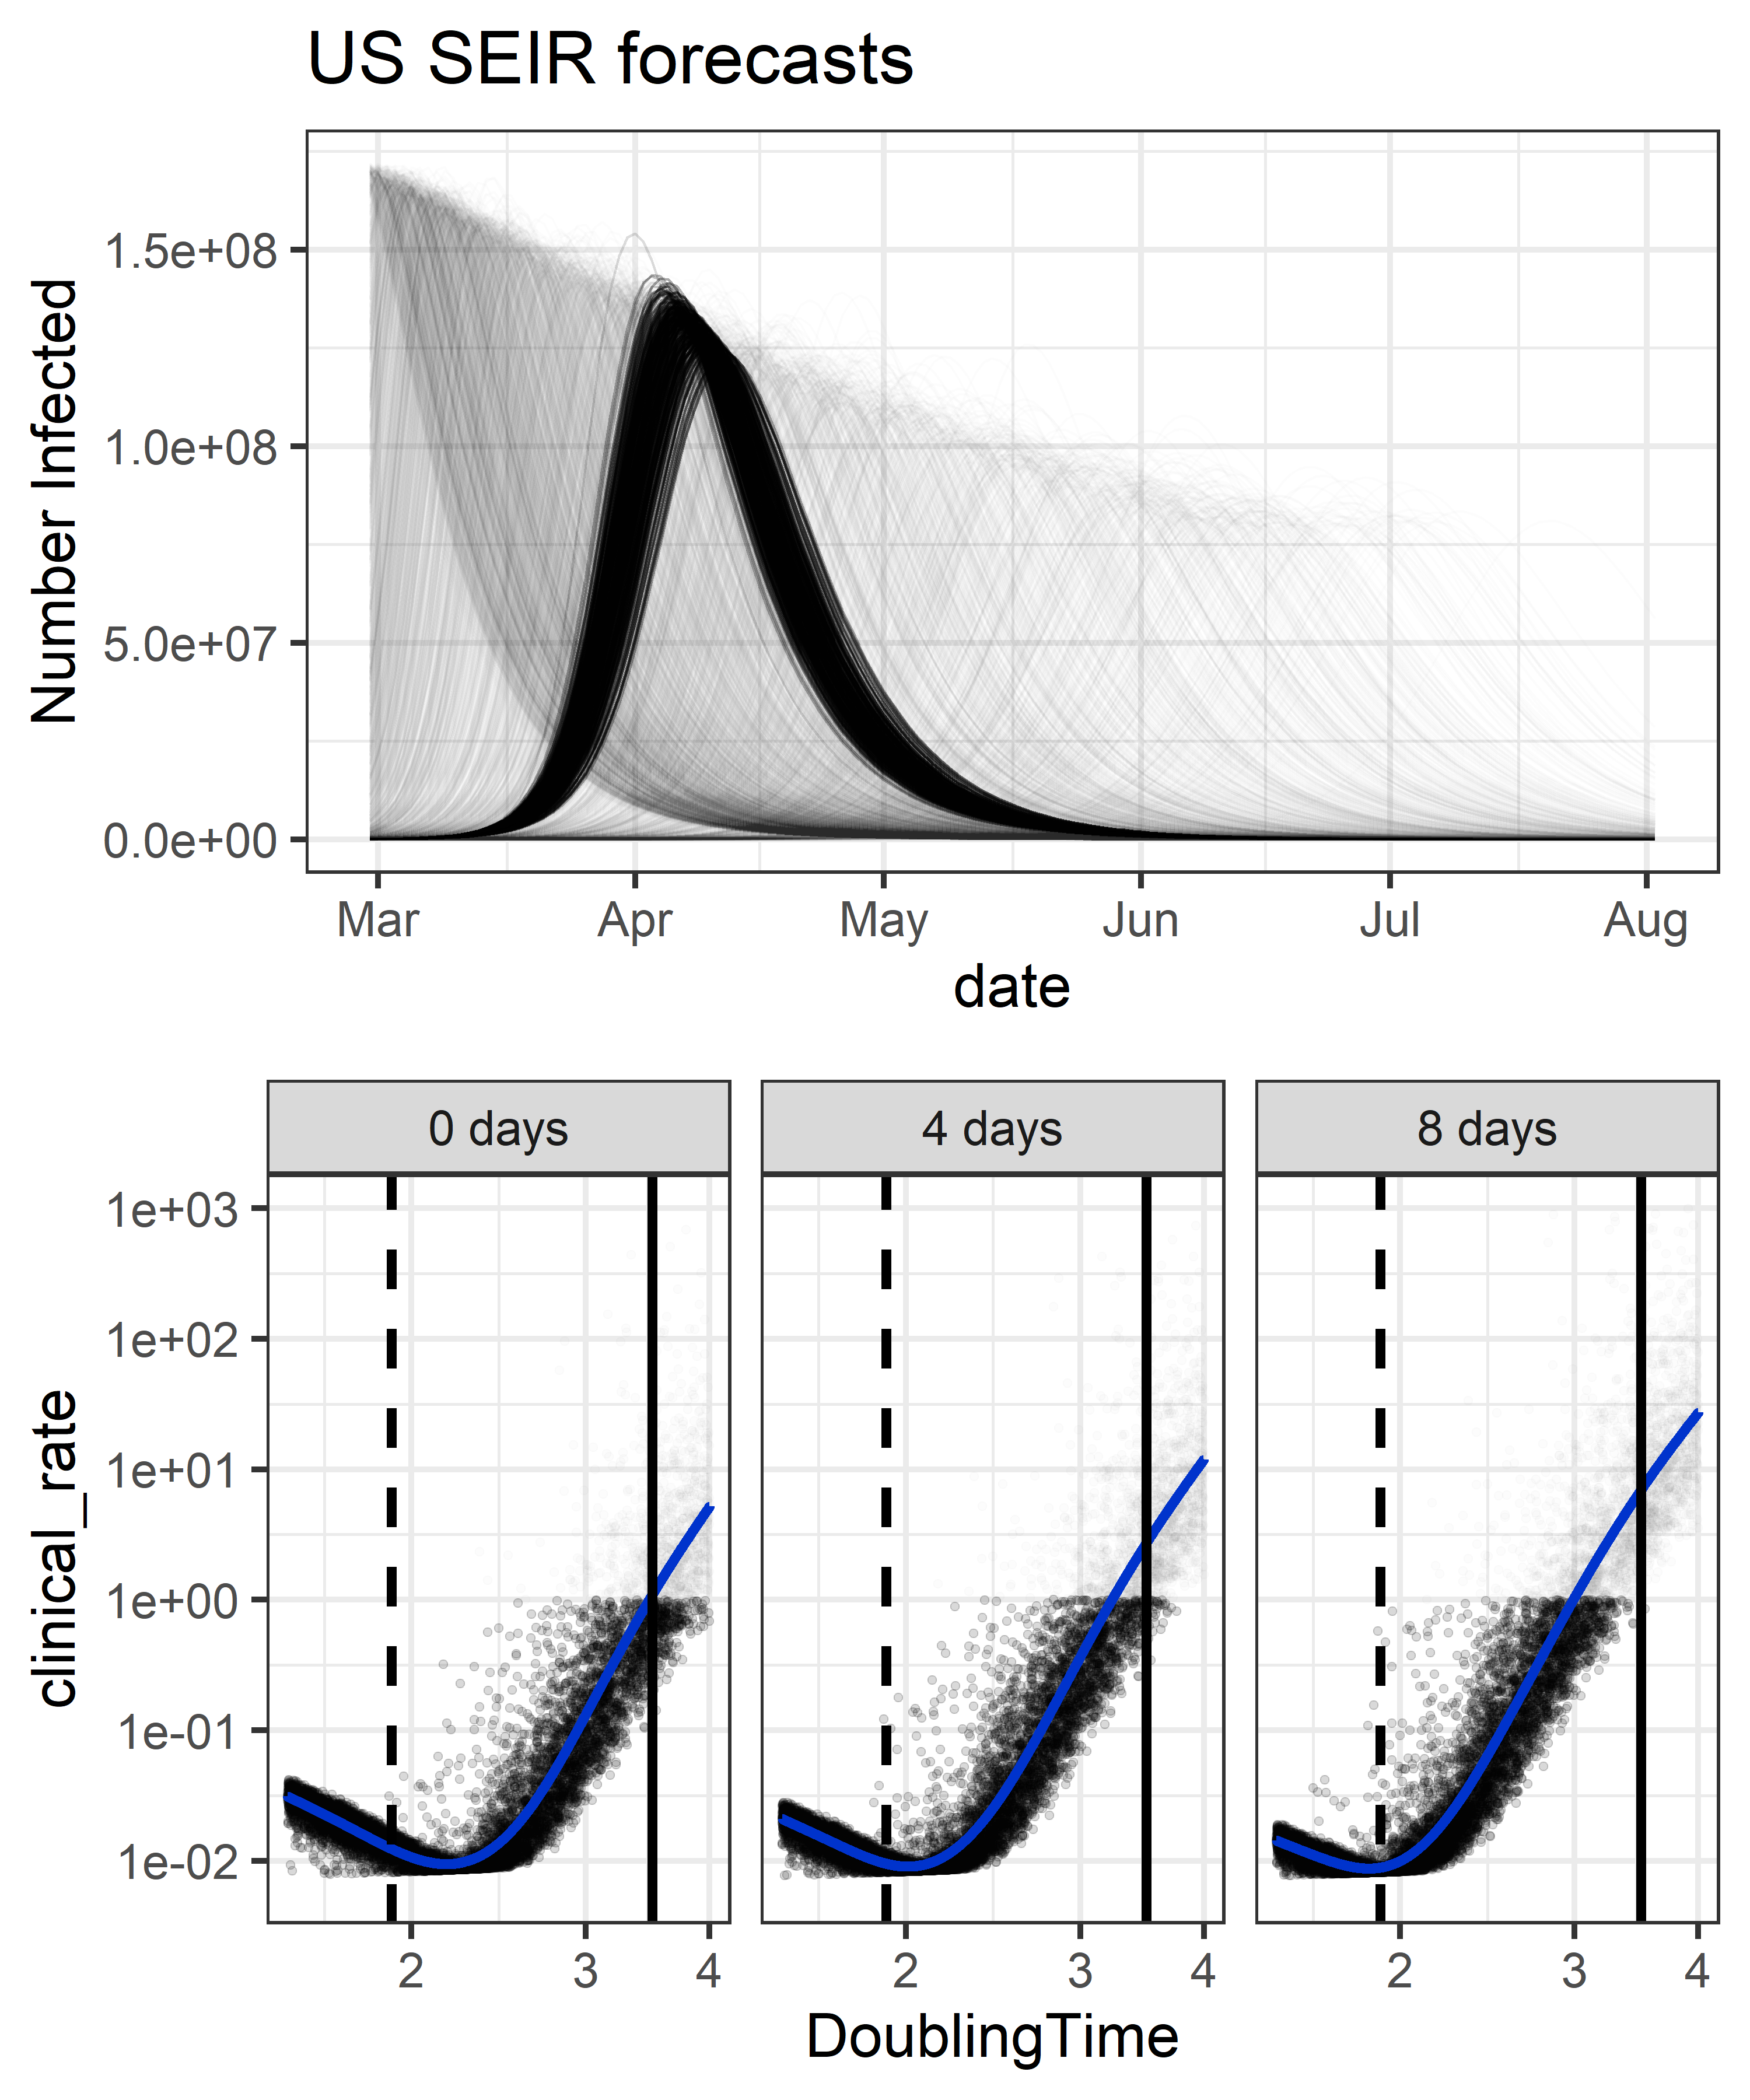 US SEIR forecasts
Number Infected
1.5e+08
1.0e+08
5.0e+07
0.0e+00
Mar Apr May Jun Jul Aug
date
0 days 4 days 8 days
clinical_rate
1e+03
1e+02
1e+01
1e+00
1e-01
1e-02
2 3 4 2 3 4 2 3 4
DoublingTime